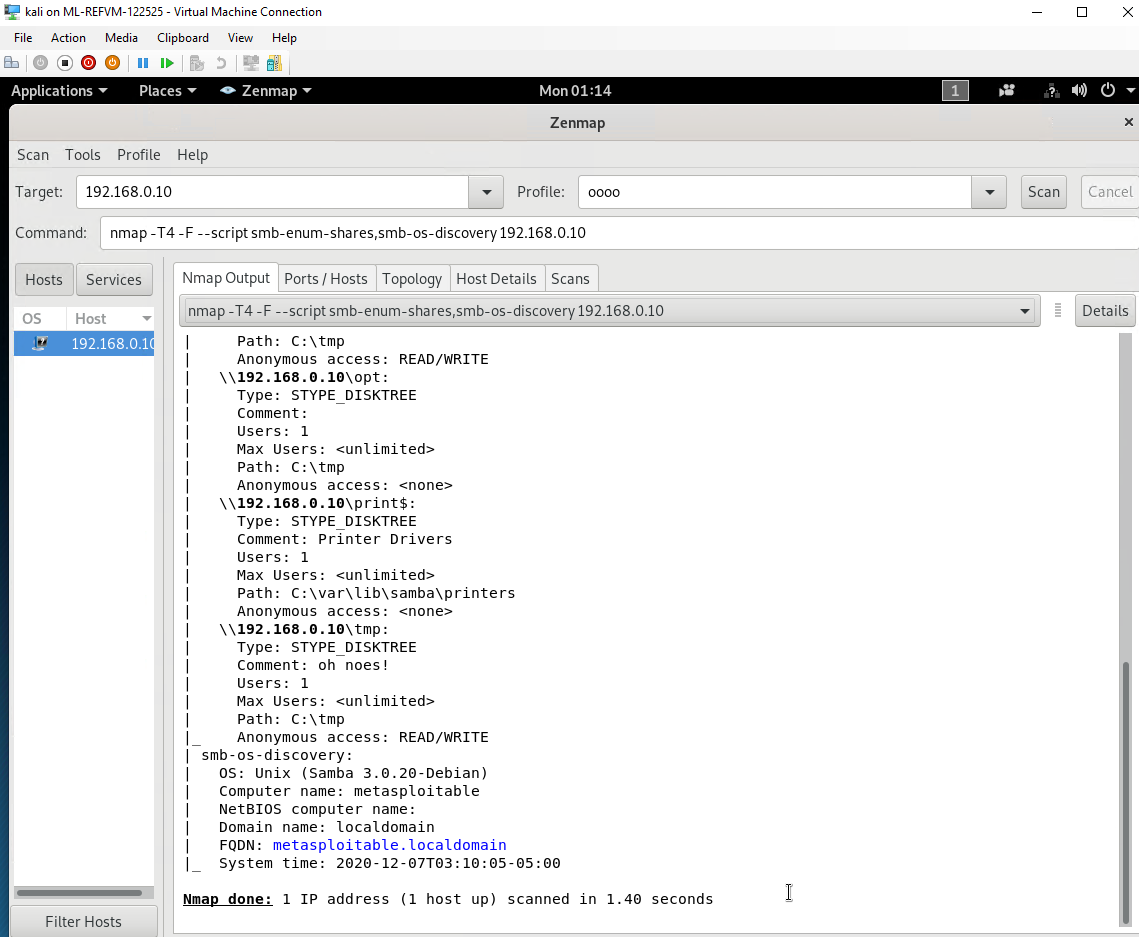 kali on ML-REFVM-122525 - Virtual Machine Connection
File Action Media Clipboard View Help
Applications Places Zenmap Mon 01:14 1
Zenmap
Scan Tools Profile Help
Target: 192.168.0.10 Profile: oooo Scan Cancel
Command: nmap -T4 -F --script smb-enum-shares,smb-os-discovery 192.168.0.10
Hosts Services Nmap Output Ports / Hosts Topology Host Details Scans
OS Host nmap -T4 -F --script smb-enum-shares,smb-os-discovery 192.168.0.10 Details
192.168.0.10
|     Path: C:\tmp
|     Anonymous access: READ/WRITE
|   \\192.168.0.10\opt:
|     Type: STYPE_DISKTREE
|     Comment:
|     Users: 1
|     Max Users: <unlimited>
|     Path: C:\tmp
|     Anonymous access: <none>
|   \\192.168.0.10\print$:
|     Type: STYPE_DISKTREE
|     Comment: Printer Drivers
|     Users: 1
|     Max Users: <unlimited>
|     Path: C:\var\lib\samba\printers
|     Anonymous access: <none>
|   \\192.168.0.10\tmp:
|     Type: STYPE_DISKTREE
|     Comment: oh noes!
|     Users: 1
|     Max Users: <unlimited>
|     Path: C:\tmp
|_    Anonymous access: READ/WRITE
| smb-os-discovery:
|   OS: Unix (Samba 3.0.20-Debian)
|   Computer name: metasploitable
|   NetBIOS computer name:
|   Domain name: localdomain
|   FQDN: metasploitable.localdomain
|_  System time: 2020-12-07T03:10:05-05:00
Nmap done: 1 IP address (1 host up) scanned in 1.40 seconds
Filter Hosts